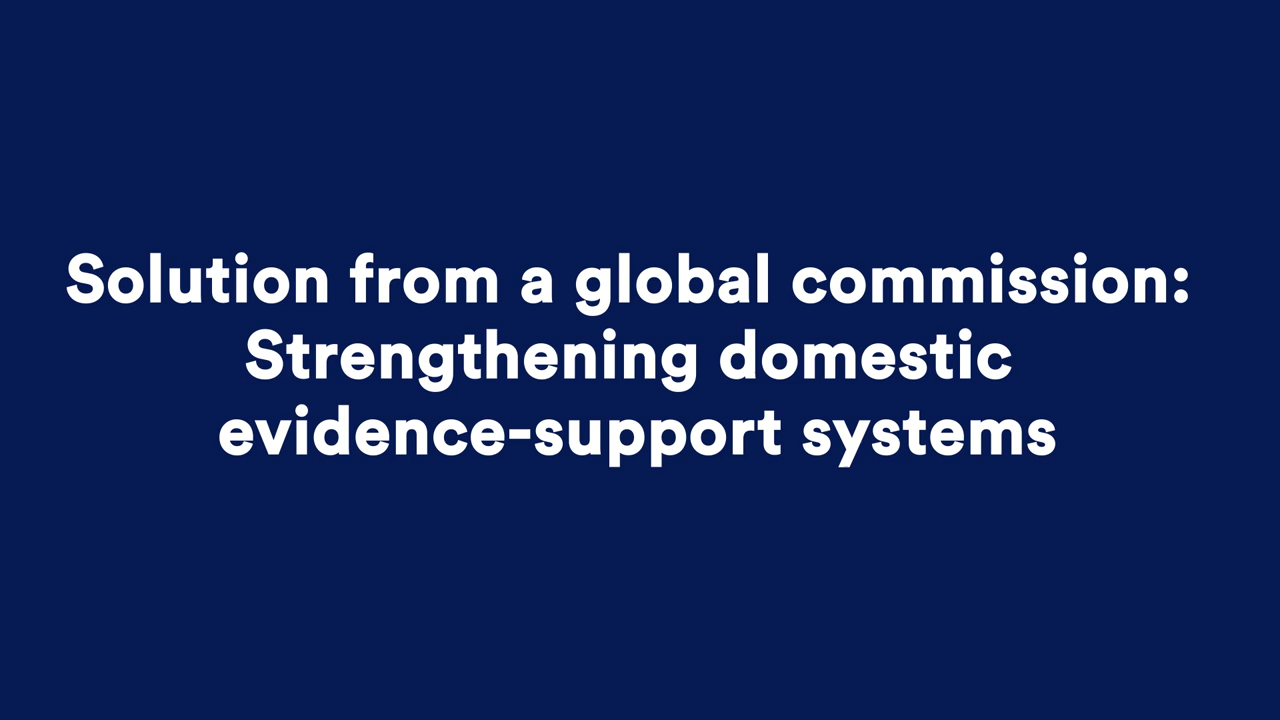 Solution from a global commission:
Strengthening domestic
evidence-support systems